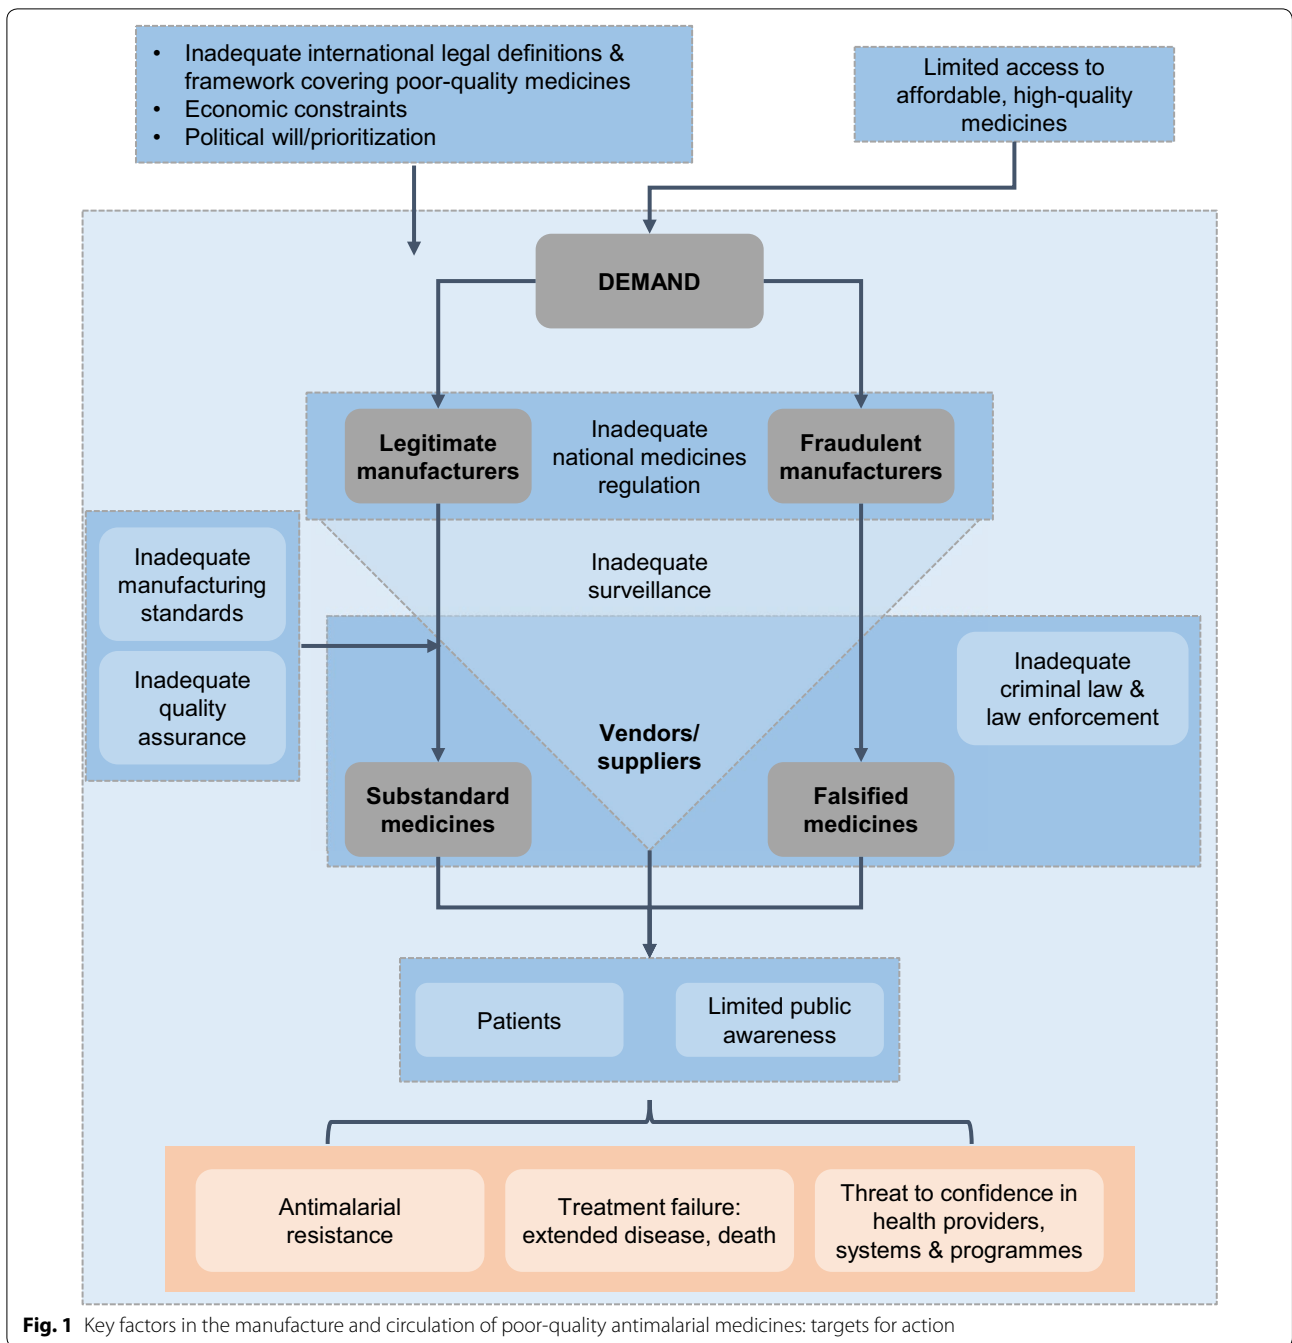 • Inadequate international legal definitions &
framework covering poor-quality medicines
• Economic constraints
• Political will/prioritization
Limited access to
affordable, high-quality
medicines
DEMAND
Legitimate
manufacturers
Inadequate
national medicines
regulation
Fraudulent
manufacturers
Inadequate
surveillance
Inadequate
manufacturing
standards
Inadequate
quality
assurance
Inadequate
criminal law &
law enforcement
Vendors/
suppliers
Substandard
medicines
Falsified
medicines
Patients
Limited public
awareness
Antimalarial
resistance
Treatment failure:
extended disease, death
Threat to confidence in
health providers,
systems & programmes
Fig. 1 Key factors in the manufacture and circulation of poor-quality antimalarial medicines: targets for action